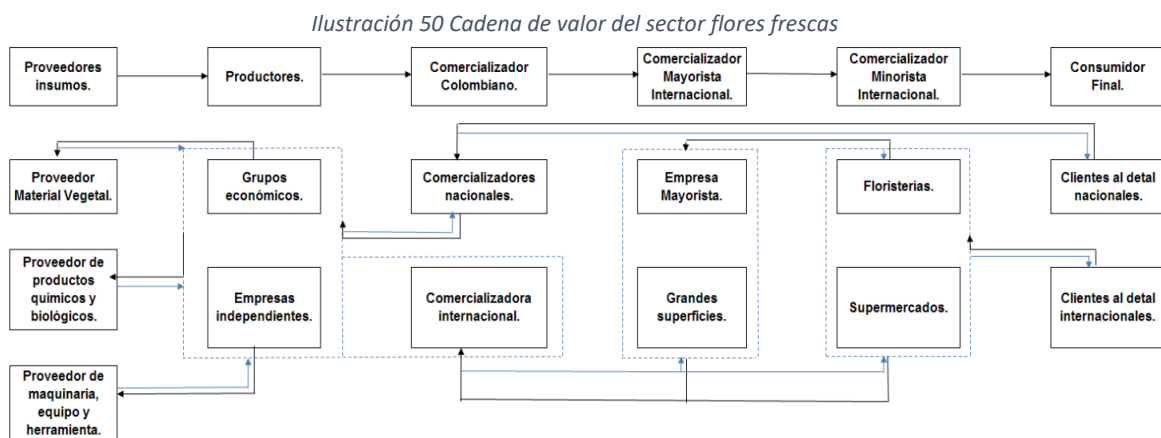 Ilustración 50 Cadena de valor del sector flores frescas
Proveedores
insumos.
Productores.
Comercializador
Colombiano.
Comercializador
Mayorista
Internacional.
Comercializador
Minorista
Internacional.
Consumidor
Final.
Proveedor
Material Vegetal.
Grupos
económicos.
Comercializadores
nacionales.
Empresa
Mayorista.
Floristerías.
Clientes al detal
nacionales.
Proveedor de
productos
químicos y
biológicos.
Empresas
independientes.
Comercializadora
internacional.
Grandes
superficies.
Supermercados.
Clientes al detal
internacionales.
Proveedor de
maquinaria,
equipo y
herramienta.